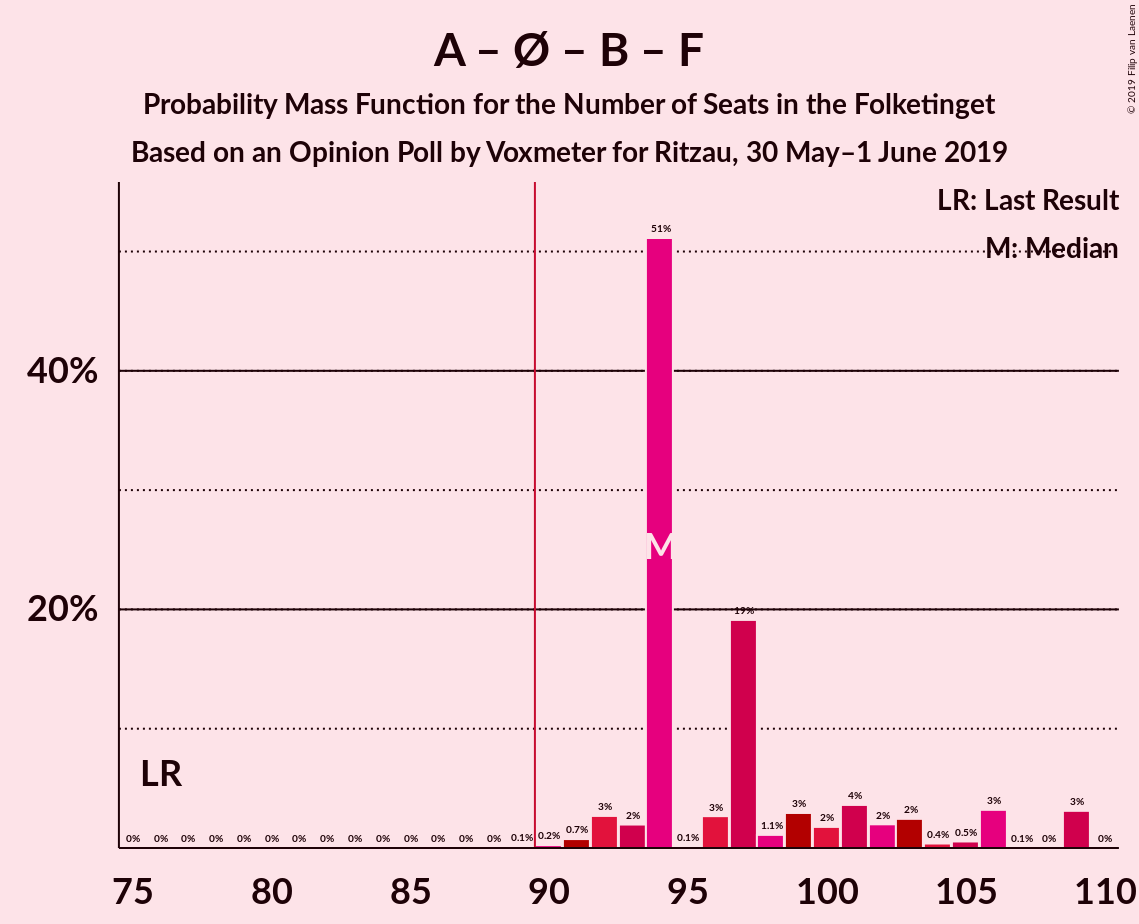 A – Ø – B – F
Probability Mass Function for the Number of Seats in the Folketinget
Based on an Opinion Poll by Voxmeter for Ritzau, 30 May–1 June 2019
© 2019 Filip van Laenen
LR: Last Result
M: Median
51%
40%
M
20%
19%
LR
0% 0% 0% 0% 0% 0% 0% 0% 0% 0% 0% 0% 0% 0% 0.1% 0.2% 0.7% 3% 2% 0.1% 3% 1.1% 3% 2% 4% 2% 2% 0.4% 0.5% 3% 0.1% 0% 3% 0%
75 80 85 90 95 100 105 110